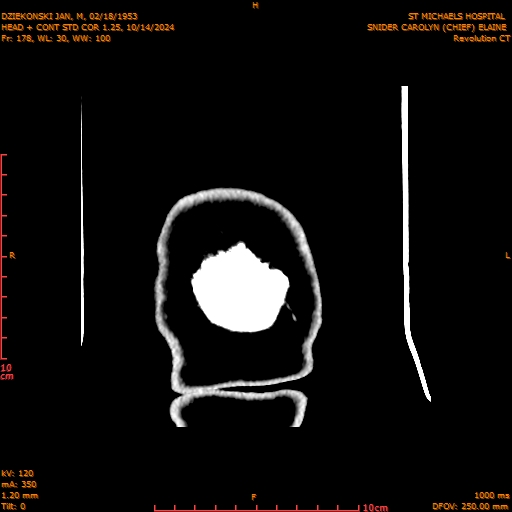 H
DZIEKONSKI JAN, M, 02/18/1953
HEAD + CONT STD COR 1.25, 10/14/2024
Fr: 178, WL: 30, WW: 100
ST MICHAELS HOSPITAL
SNIDER CAROLYN (CHIEF) ELAINE
Revolution CT
R
L
10
cm
kV: 120
mA: 350
1.20 mm
Tilt: 0
F
10cm
1000 ms
DFOV: 250.00 mm